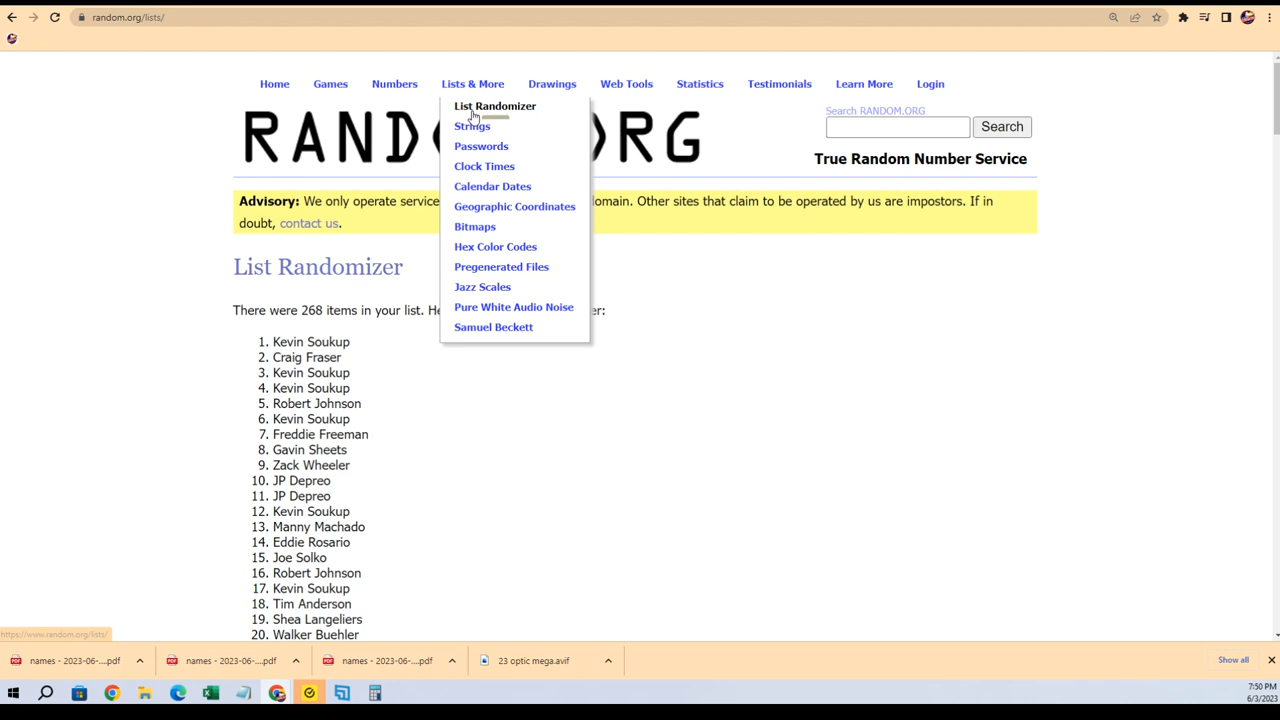 random.org/lists/
Home Games Numbers Lists & More Drawings Web Tools Statistics Testimonials Learn More Login
List Randomizer
Strings
Passwords
Clock Times
Calendar Dates
Geographic Coordinates
Bitmaps
Hex Color Codes
Pregenerated Files
Jazz Scales
Pure White Audio Noise
Samuel Beckett
Search RANDOM.ORG
Search
True Random Number Service
Advisory: We only operate service omain. Other sites that claim to be operated by us are impostors. If in
doubt, contact us.
List Randomizer
There were 268 items in your list. He er:
1. Kevin Soukup
2. Craig Fraser
3. Kevin Soukup
4. Kevin Soukup
5. Robert Johnson
6. Kevin Soukup
7. Freddie Freeman
8. Gavin Sheets
9. Zack Wheeler
10. JP Depreo
11. JP Depreo
12. Kevin Soukup
13. Manny Machado
14. Eddie Rosario
15. Joe Solko
16. Robert Johnson
17. Kevin Soukup
18. Tim Anderson
19. Shea Langeliers
20. Walker Buehler
https://www.random.org/lists/
names - 2023-06-....pdf
names - 2023-06-....pdf
names - 2023-06-....pdf
23 optic mega.avif
Show all
7:50 PM
6/3/2023